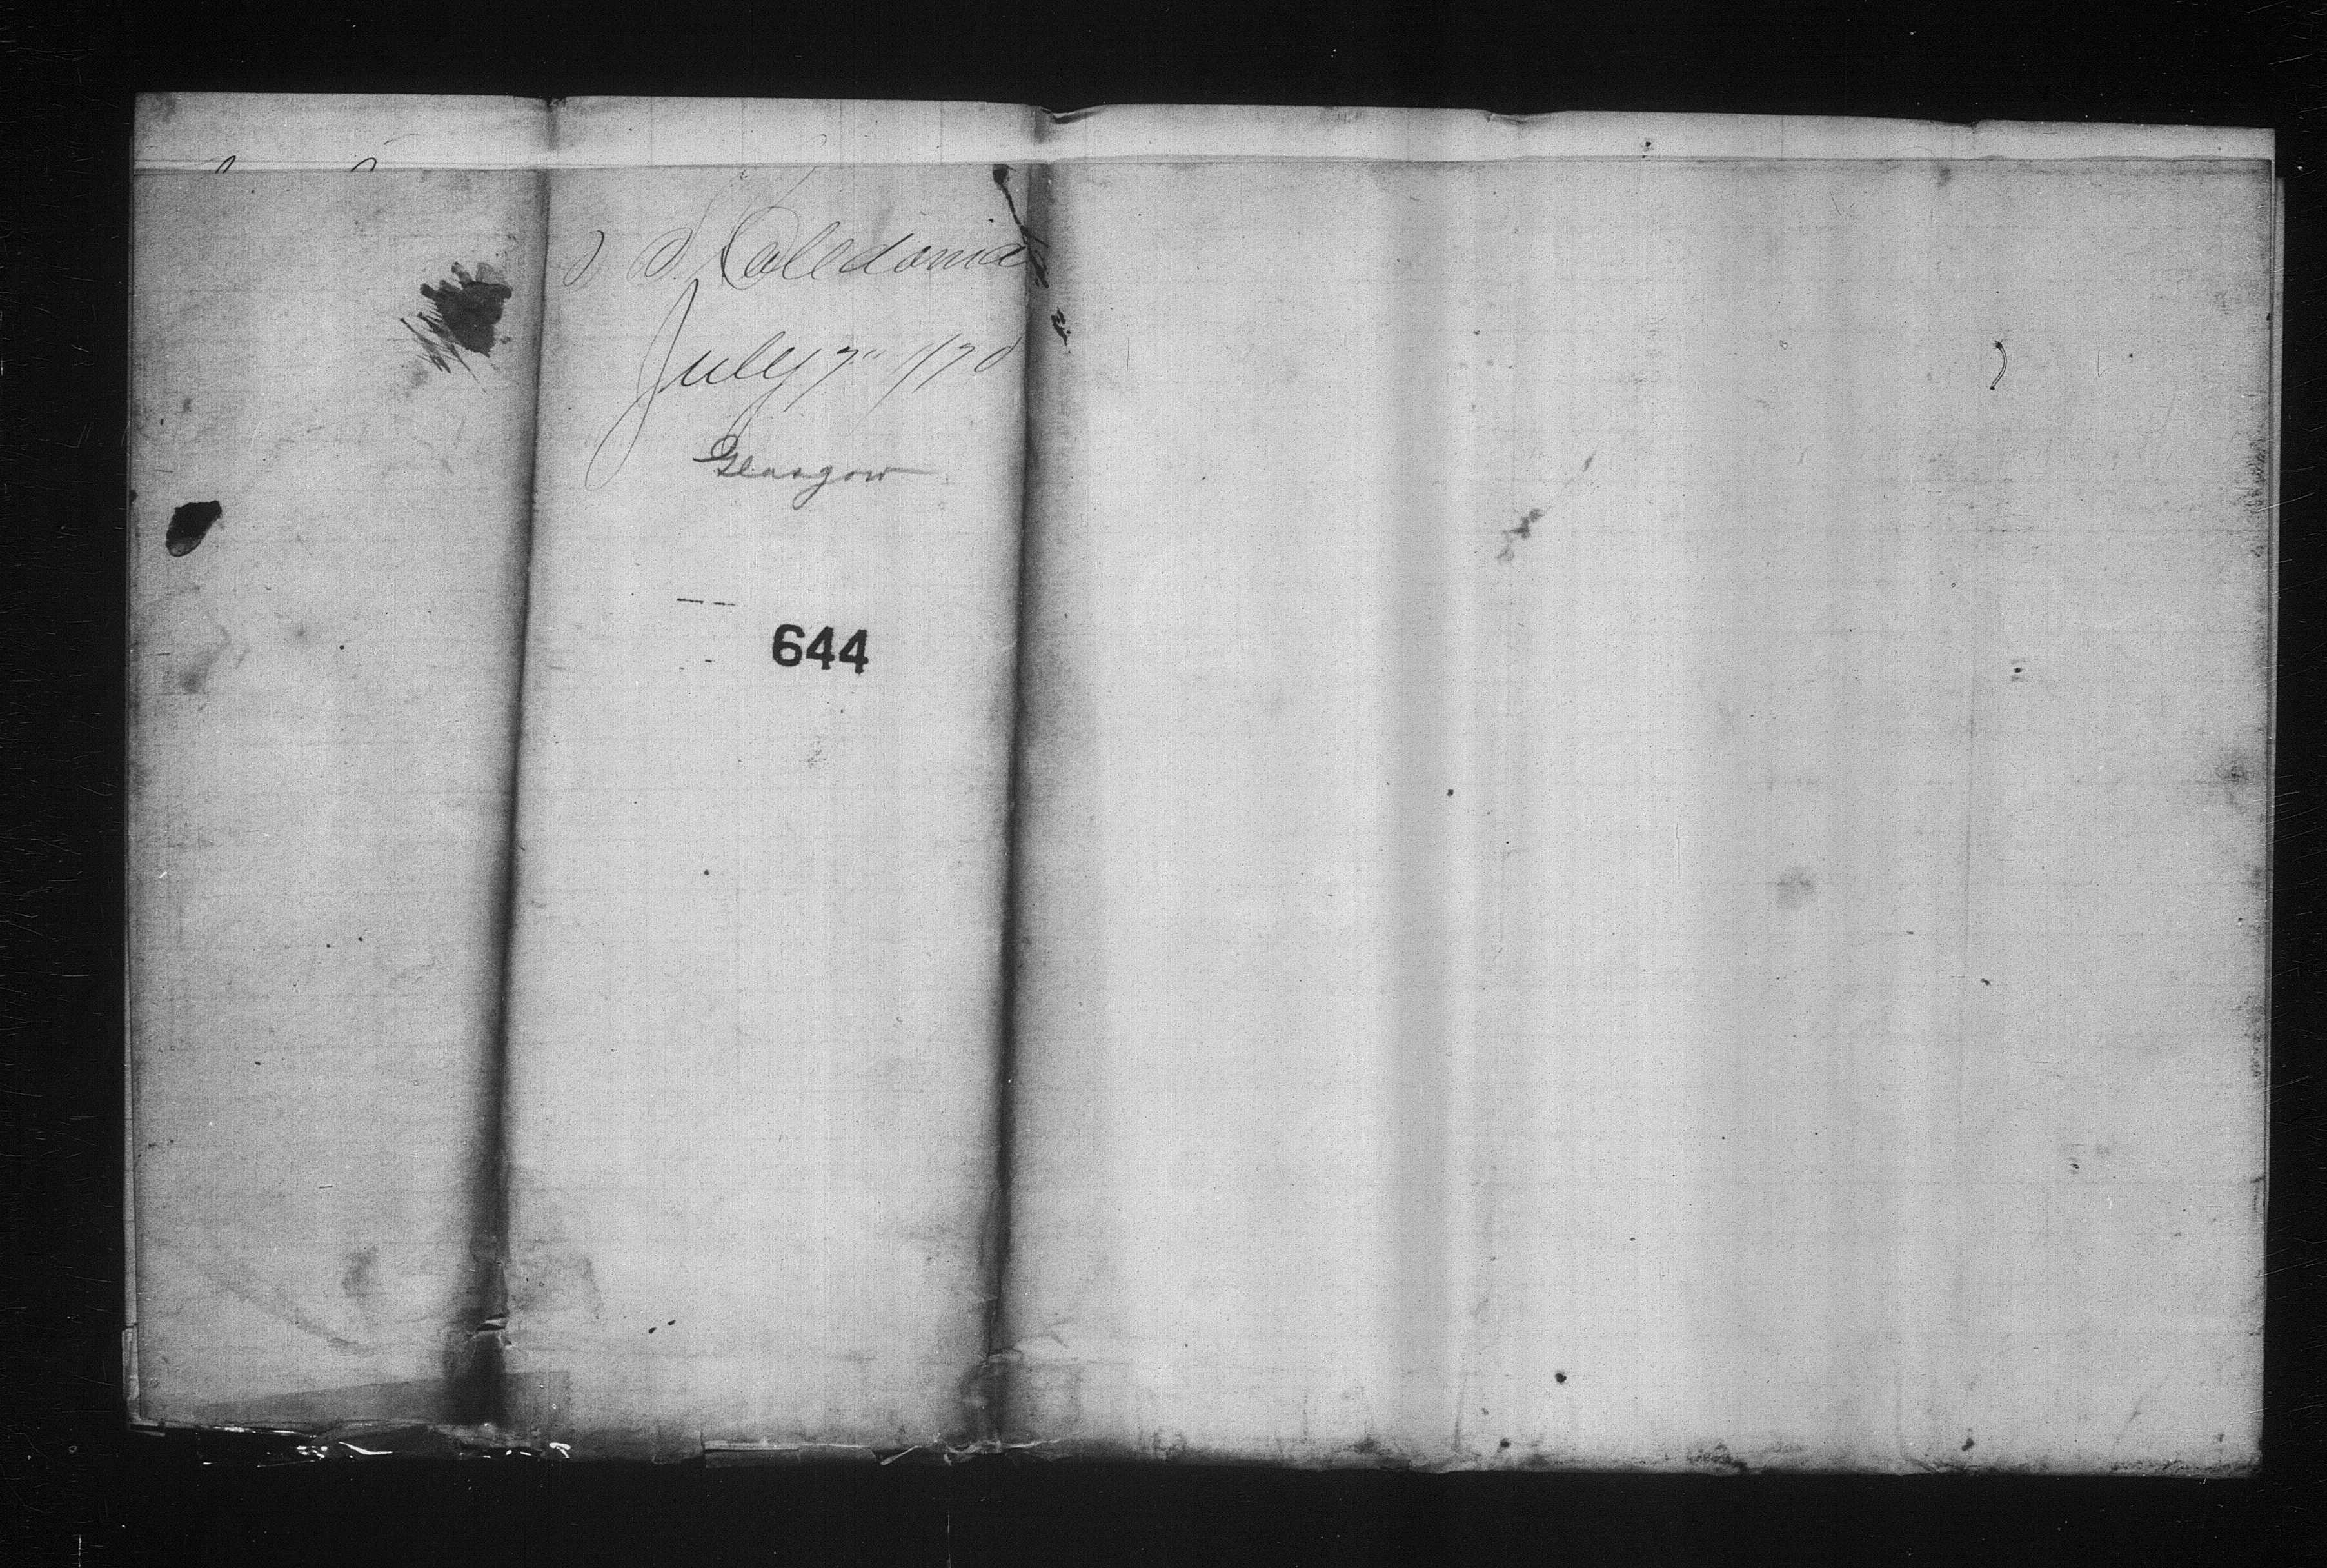 S S. Caledonia
July 7" 1870
Glasgow
644